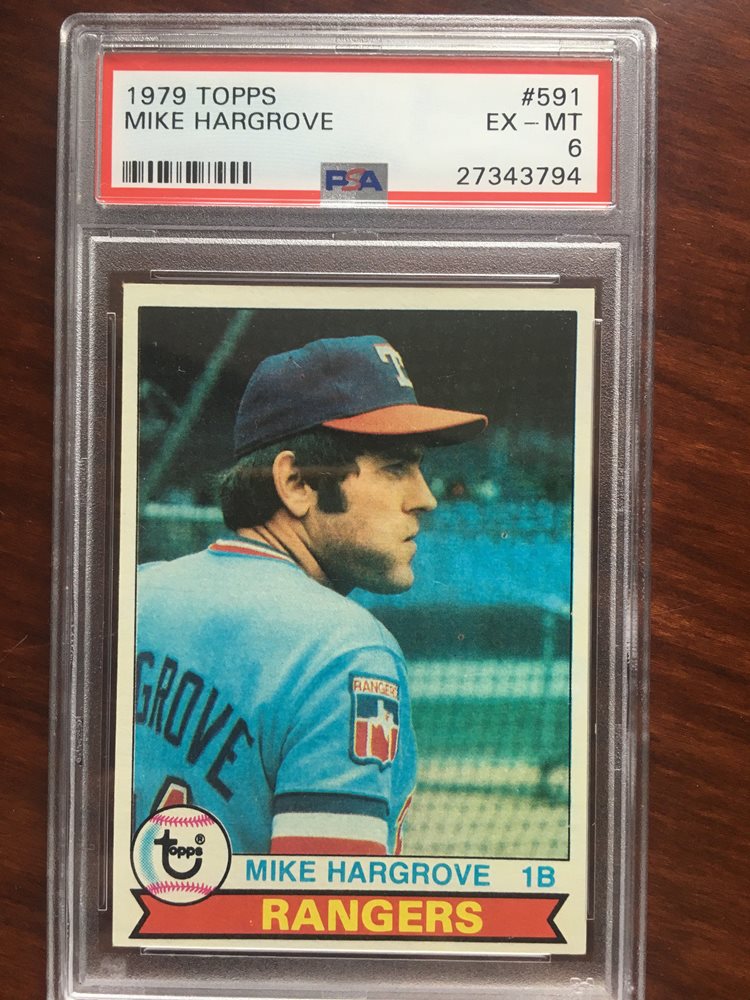 1979 TOPPS #591
MIKE HARGROVE EX – MT
6
PSA 27343794
T
GROVE
RANGERS
Topps®
MIKE HARGROVE 1B
RANGERS